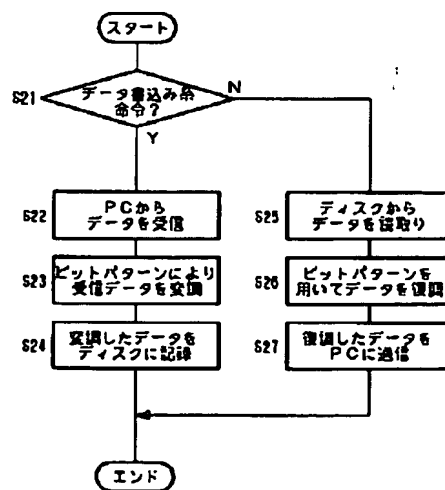 スタート
S21
データ書込み系
命令?
N
Y
S22
PCから
データを受信
S23
ビットパターンにより
受信データを変調
S24
変調したデータを
ディスクに記録
S25
ディスクから
データを読取り
S26
ビットパターンを
用いてデータを復調
S27
復調したデータを
PCに送信
エンド